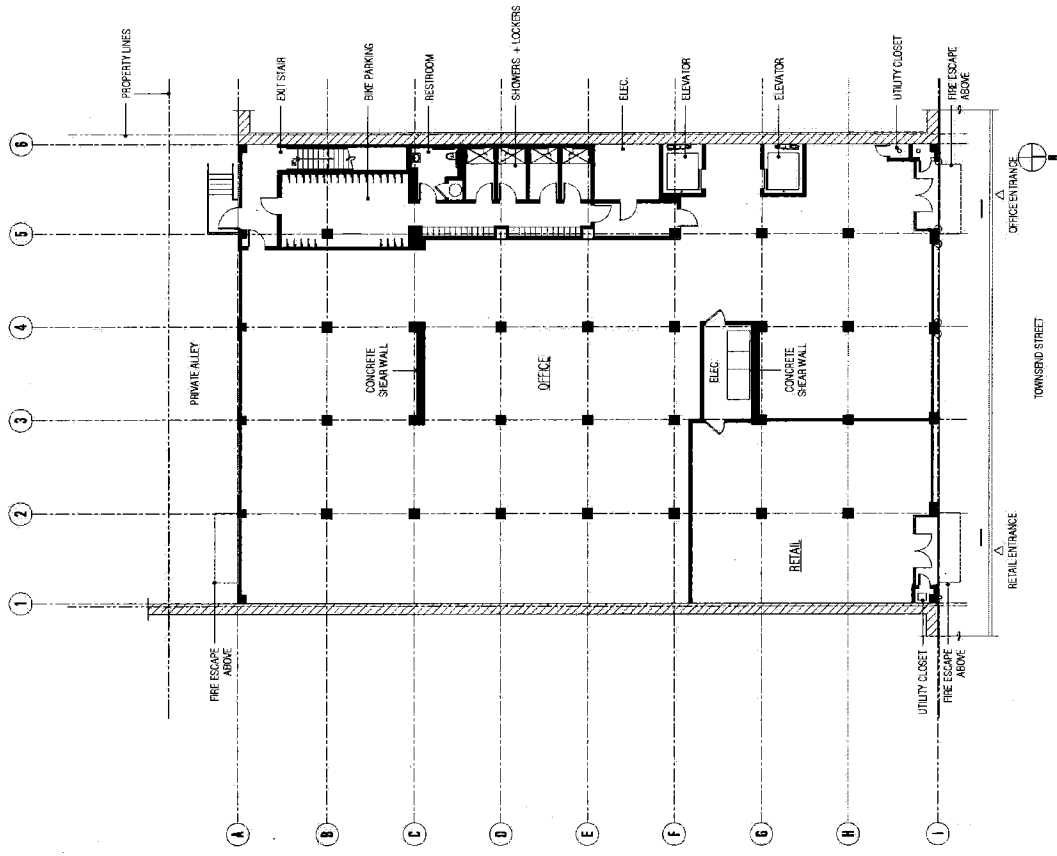 PROPERTY LINES
EXIT STAIR
BIKE PARKING
RESTROOM
SHOWERS + LOCKERS
ELEC.
ELEVATOR
ELEVATOR
UTILITY CLOSET
FIRE ESCAPE
ABOVE
6
5
4
3
2
1
PRIVATE ALLEY
CONCRETE
SHEAR WALL
OFFICE
ELEC.
CONCRETE
SHEAR WALL
RETAIL
OFFICE ENTRANCE
TOWNSEND STREET
RETAIL ENTRANCE
FIRE ESCAPE
ABOVE
UTILITY CLOSET
FIRE ESCAPE
ABOVE
A
B
C
D
E
F
G
H
I